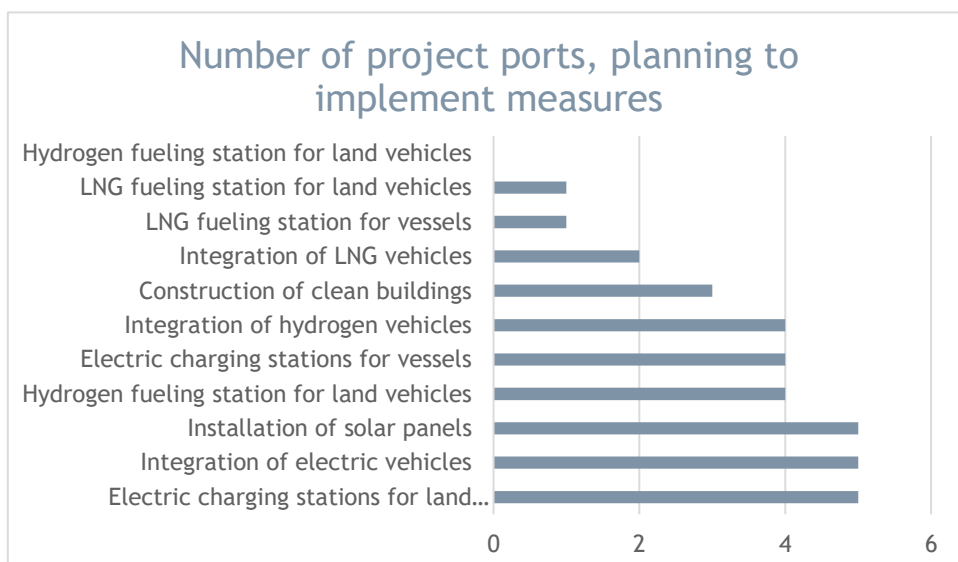 Number of project ports, planning to
implement measures
Hydrogen fueling station for land vehicles
LNG fueling station for land vehicles
LNG fueling station for vessels
Integration of LNG vehicles
Construction of clean buildings
Integration of hydrogen vehicles
Electric charging stations for vessels
Hydrogen fueling station for land vehicles
Installation of solar panels
Integration of electric vehicles
Electric charging stations for land…
0 2 4 6